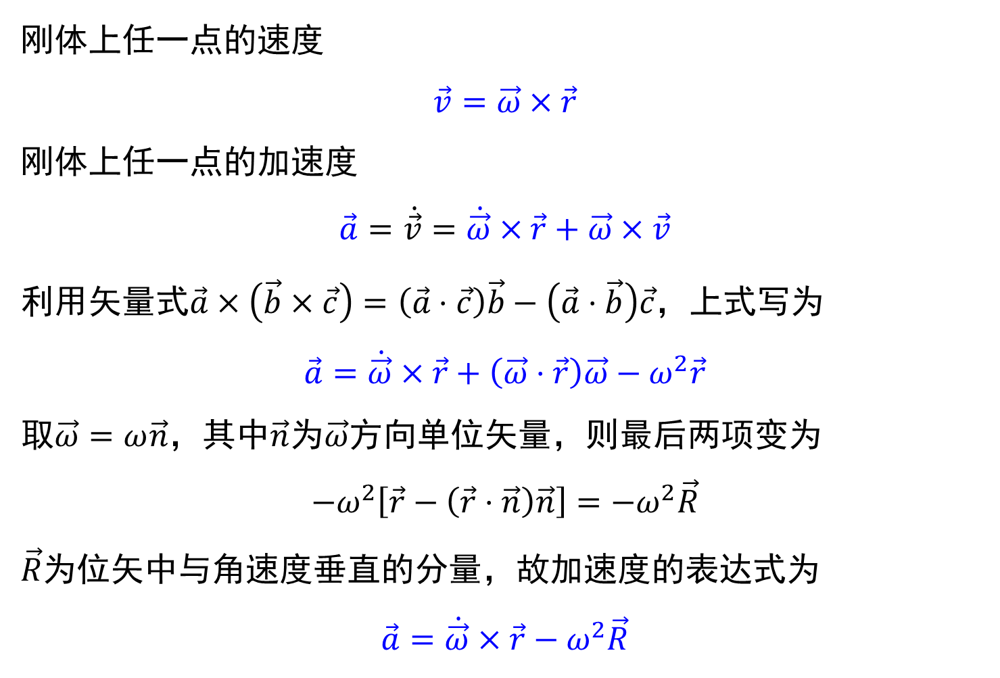 刚体上任一点的速度
$\vec{v} = \vec{\omega} \times \vec{r}$
刚体上任一点的加速度
$\vec{a} = \dot{\vec{v}} = \dot{\vec{\omega}} \times \vec{r} + \vec{\omega} \times \vec{v}$
利用矢量式$\vec{a} \times (\vec{b} \times \vec{c}) = (\vec{a} \cdot \vec{c})\vec{b} - (\vec{a} \cdot \vec{b})\vec{c}$，上式写为
$\vec{a} = \dot{\vec{\omega}} \times \vec{r} + (\vec{\omega} \cdot \vec{r})\vec{\omega} - \omega^2 \vec{r}$
取$\vec{\omega} = \omega\vec{n}$，其中$\vec{n}$为$\vec{\omega}$方向单位矢量，则最后两项变为
$-\omega^2[\vec{r} - (\vec{r} \cdot \vec{n})\vec{n}] = -\omega^2\vec{R}$
$\vec{R}$为位矢中与角速度垂直的分量，故加速度的表达式为
$\vec{a} = \dot{\vec{\omega}} \times \vec{r} - \omega^2\vec{R}$